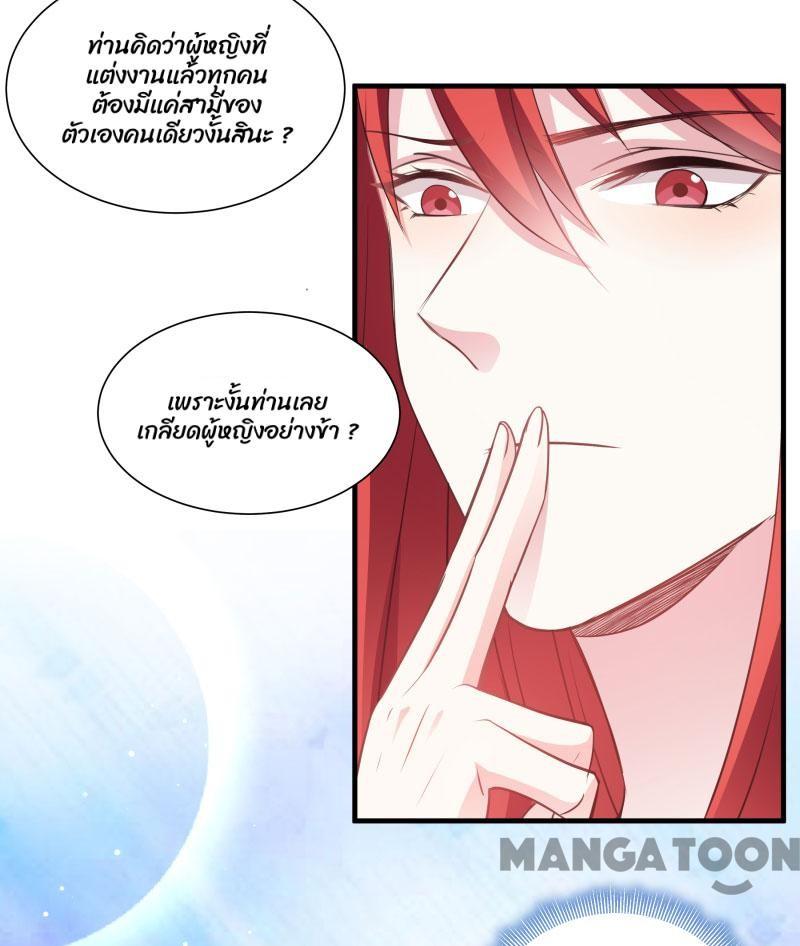 ท่านคิดว่าผู้หญิงที่
แต่งงานแล้วทุกคน
ต้องมีแค่สามีของ
ตัวเองคนเดียวงั้นสินะ ?
เพราะงั้นท่านเลย
เกลียดผู้หญิงอย่างข้า ?
MANGATOON